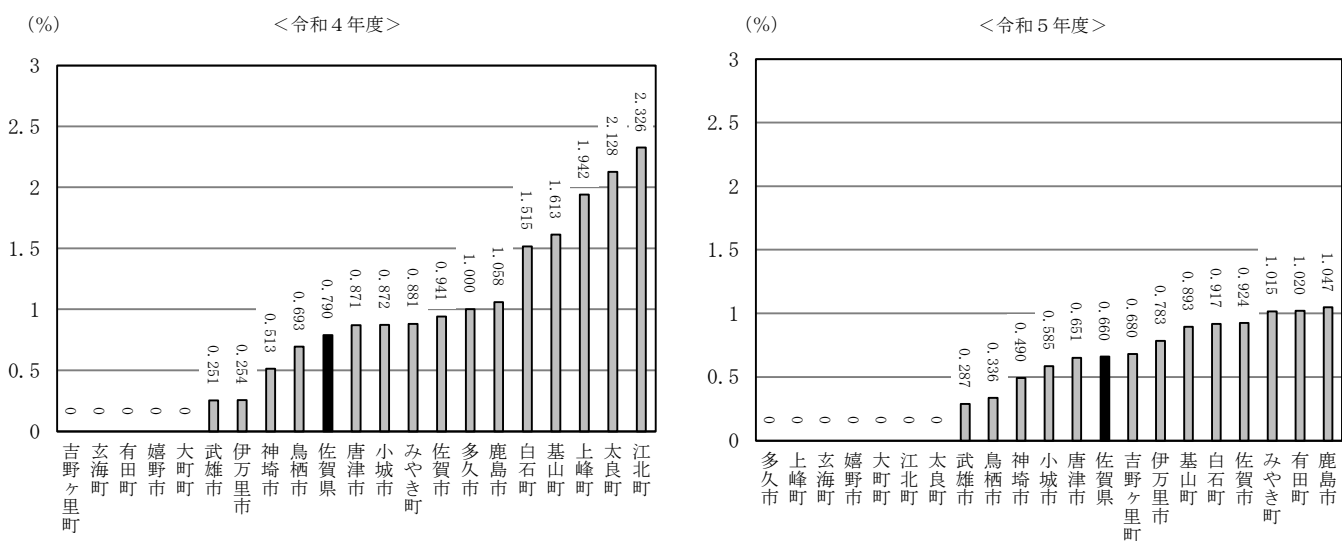 (%)
＜令和４年度＞
3
2.5
2
1.5
1
0.5
0
0
0
0
0
0
0.251
0.254
0.513
0.693
0.790
0.871
0.872
0.881
0.941
1.000
1.058
1.515
1.613
1.942
2.128
2.326
吉野ヶ里町
玄海町
有田町
嬉野市
大町町
武雄市
伊万里市
神埼市
鳥栖市
佐賀県
唐津市
小城市
みやき町
佐賀市
多久市
鹿島市
白石町
基山町
上峰町
太良町
江北町
(%)
＜令和５年度＞
3
2.5
2
1.5
1
0.5
0
0
0
0
0
0
0
0
0.287
0.336
0.490
0.585
0.651
0.660
0.680
0.783
0.893
0.917
0.924
1.015
1.020
1.047
多久市
上峰町
玄海町
嬉野市
大町町
江北町
太良町
武雄市
鳥栖市
神埼市
小城市
唐津市
佐賀県
吉野ヶ里町
伊万里市
基山町
白石町
佐賀市
みやき町
有田町
鹿島市